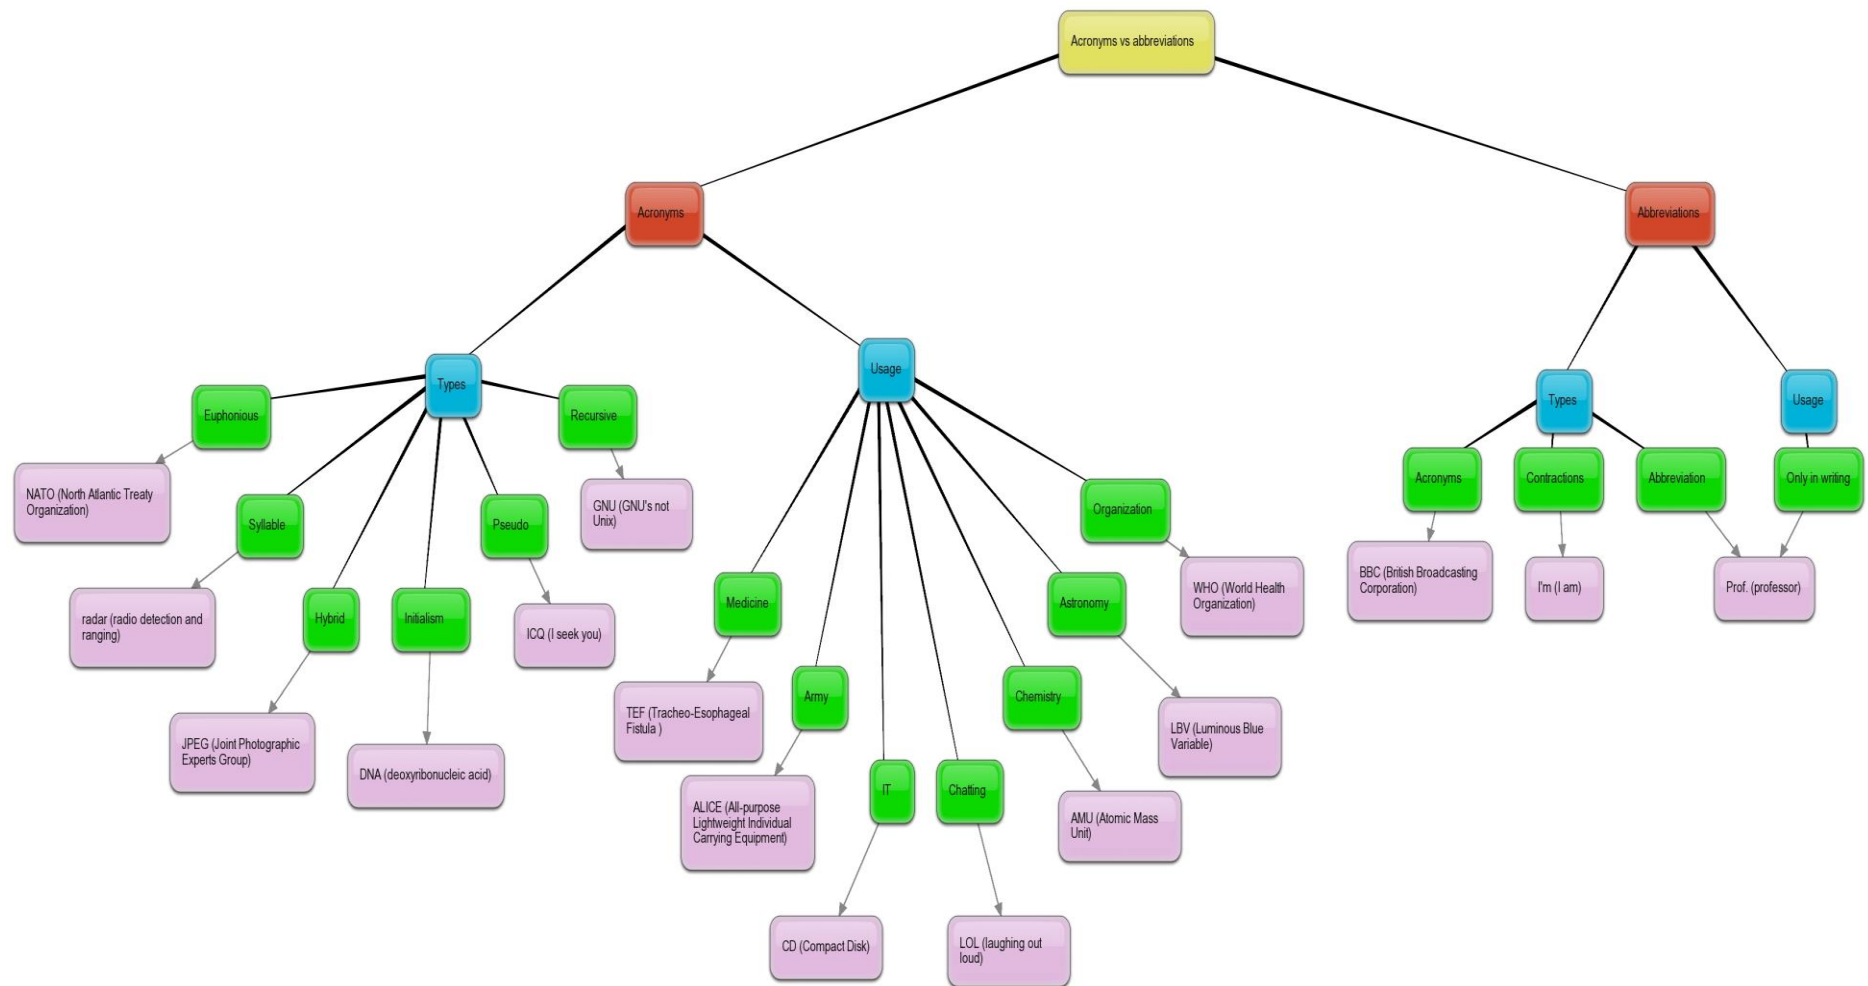 Acronyms vs abbreviations
Acronyms
Abbreviations
Types
Usage
Types
Usage
Euphonious
Recursive
Syllable
Pseudo
Hybrid
Initialism
NATO (North Atlantic Treaty
Organization)
GNU (GNU's not
Unix)
radar (radio detection and
ranging)
ICQ (I seek you)
JPEG (Joint Photographic
Experts Group)
DNA (deoxyribonucleic acid)
Organization
Medicine
Astronomy
Army
Chemistry
IT
Chatting
WHO (World Health
Organization)
TEF (Tracheo-Esophageal
Fistula )
LBV (Luminous Blue
Variable)
ALICE (All-purpose
Lightweight Individual
Carrying Equipment)
AMU (Atomic Mass
Unit)
CD (Compact Disk)
LOL (laughing out
loud)
Acronyms
Contractions
Abbreviation
Only in writing
BBC (British Broadcasting
Corporation)
I'm (I am)
Prof. (professor)